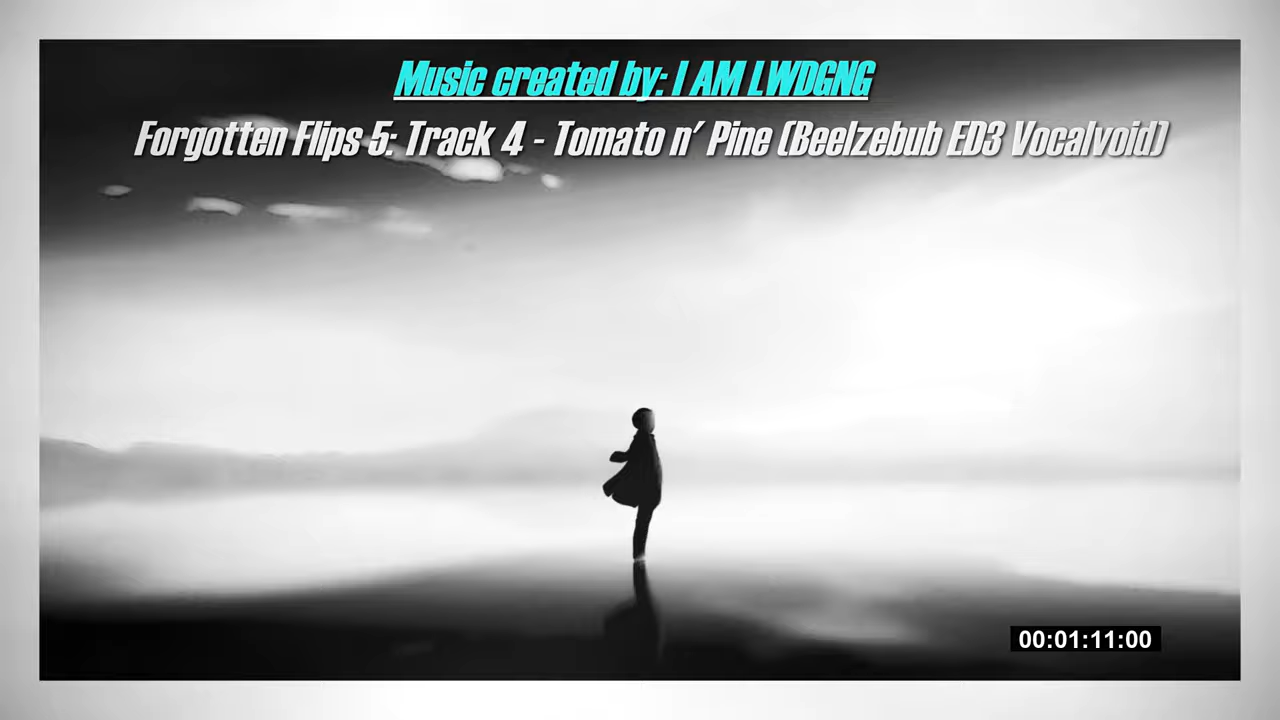 Music created by: I AM LWDGNG
Forgotten Flips 5: Track 4 - Tomato n' Pine (Beelzebub ED3 Vocalvoid)
00:01:11:00